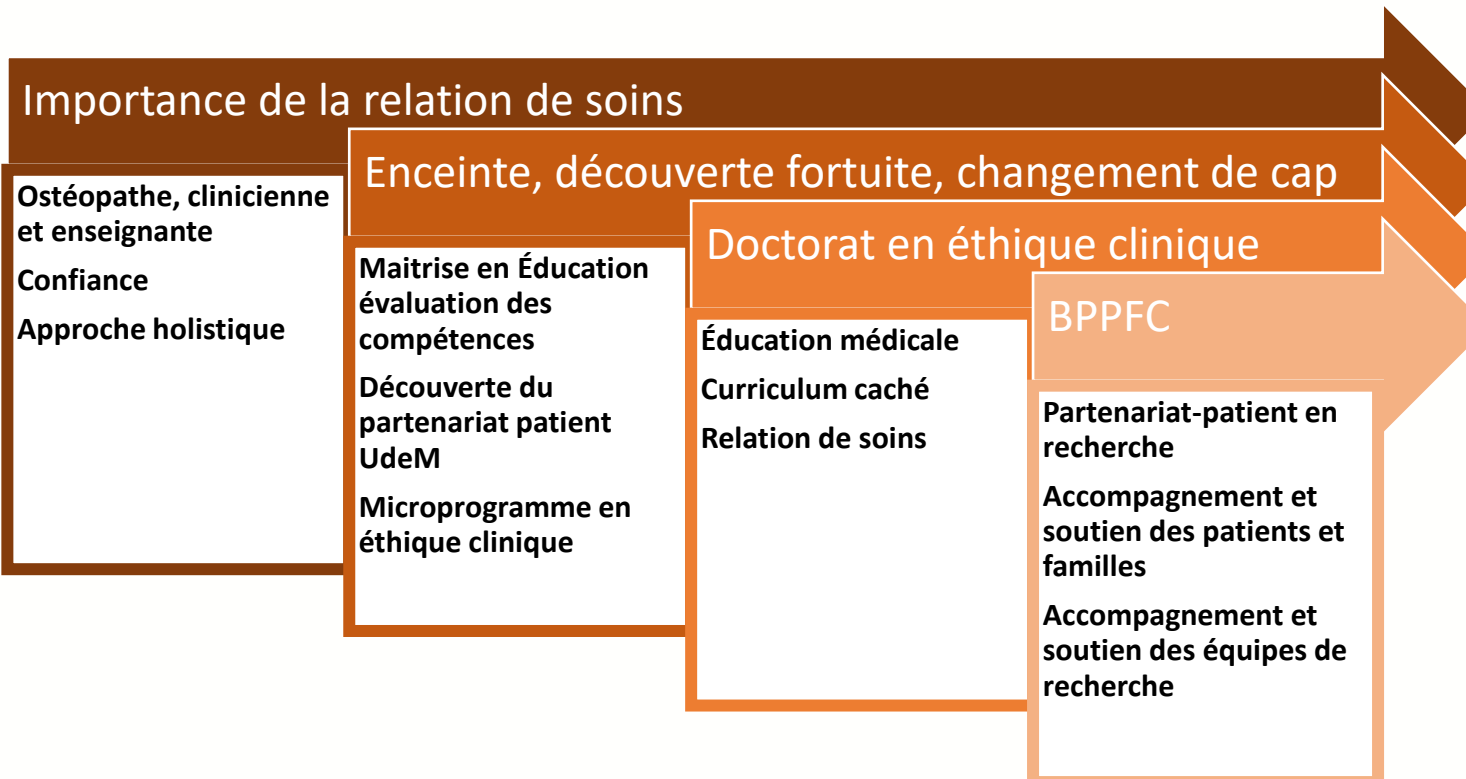 Importance de la relation de soins
Ostéopathe, clinicienne
et enseignante
Confiance
Approche holistique
Enceinte, découverte fortuite, changement de cap
Maitrise en Éducation
évaluation des
compétences
Découverte du
partenariat patient
UdeM
Microprogramme en
éthique clinique
Doctorat en éthique clinique
Éducation médicale
Curriculum caché
Relation de soins
BPPFC
Partenariat-patient en
recherche
Accompagnement et
soutien des patients et
familles
Accompagnement et
soutien des équipes de
recherche